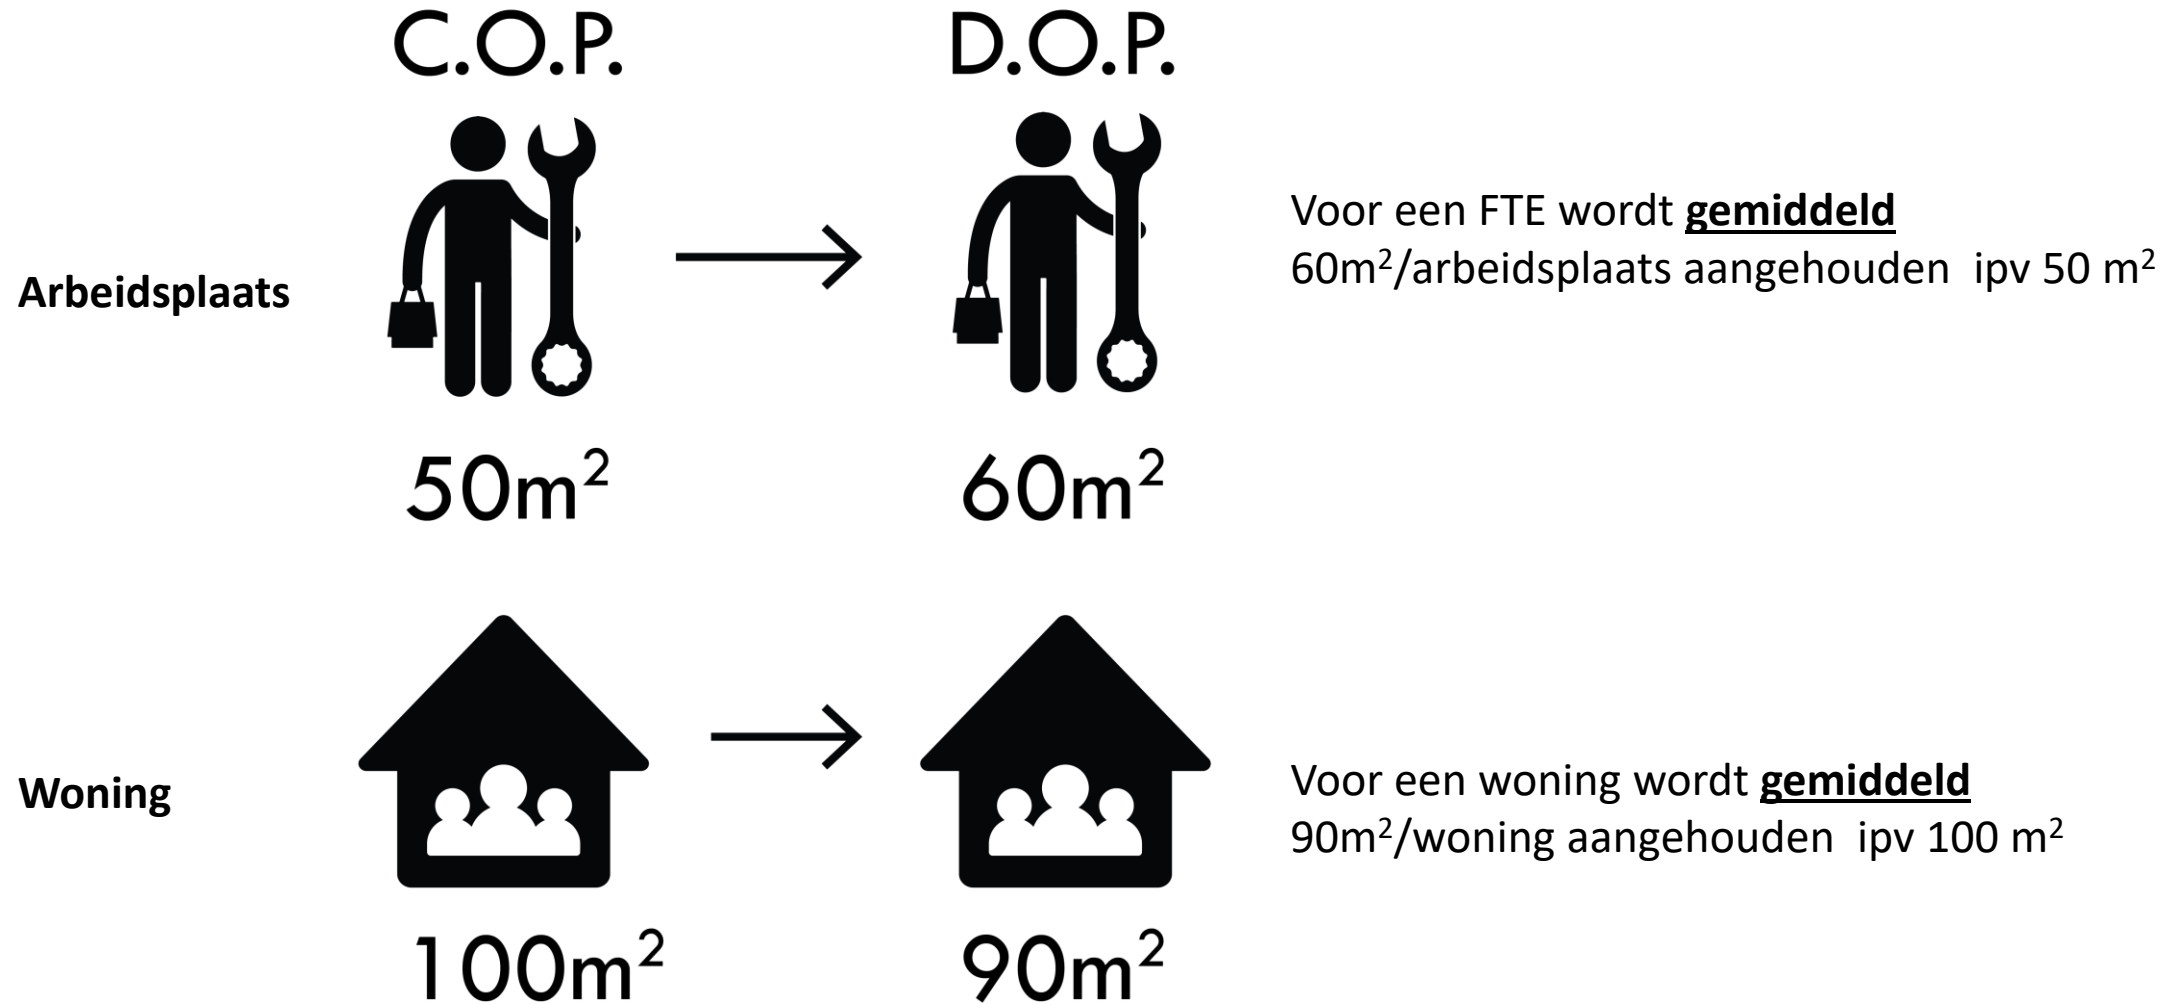 C.O.P. D.O.P.
Arbeidsplaats
Voor een FTE wordt gemiddeld
60m²/arbeidsplaats aangehouden ipv 50 m²
50m² 60m²
Woning
Voor een woning wordt gemiddeld
90m²/woning aangehouden ipv 100 m²
100m² 90m²